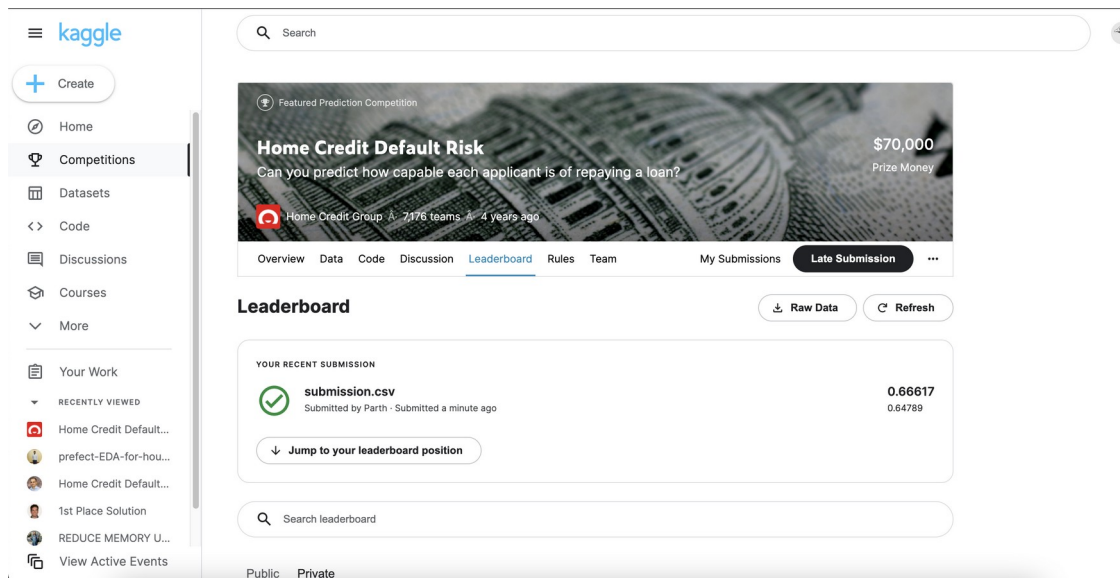 kaggle
Search
Create
Home
Competitions
Datasets
Code
Discussions
Courses
More
Your Work
RECENTLY VIEWED
Home Credit Default...
prefect-EDA-for-hou...
Home Credit Default...
1st Place Solution
REDUCE MEMORY U...
View Active Events
Featured Prediction Competition
Home Credit Default Risk
Can you predict how capable each applicant is of repaying a loan?
$70,000
Prize Money
Home Credit Group Â· 7,176 teams Â· 4 years ago
Overview Data Code Discussion Leaderboard Rules Team My Submissions Late Submission ...
Leaderboard
Raw Data Refresh
YOUR RECENT SUBMISSION
submission.csv 0.66617
Submitted by Parth · Submitted a minute ago 0.64789
Jump to your leaderboard position
Search leaderboard
Public Private